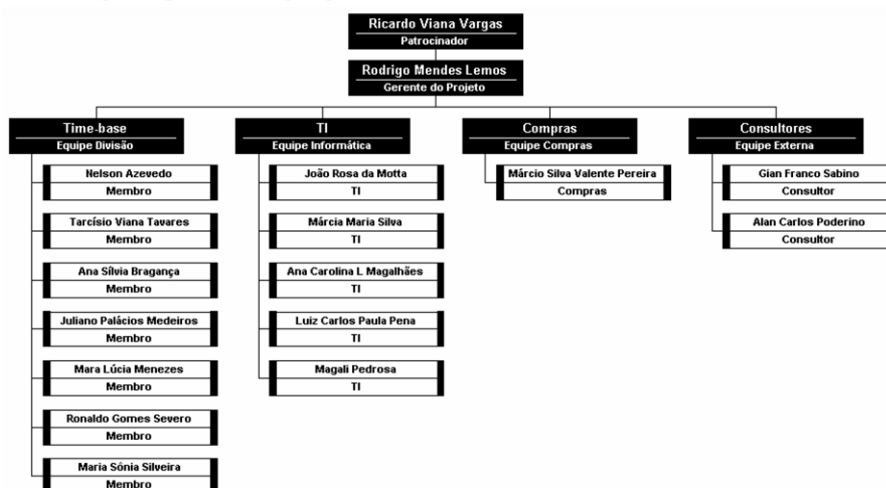 Ricardo Viana Vargas
Patrocinador
Rodrigo Mendes Lemos
Gerente do Projeto
Time-base
Equipe Divisão
Nelson Azevedo
Membro
Tarcísio Viana Tavares
Membro
Ana Sílvia Bragança
Membro
Juliano Palácios Medeiros
Membro
Mara Lúcia Menezes
Membro
Ronaldo Gomes Severo
Membro
Maria Sónia Silveira
Membro
TI
Equipe Informática
João Rosa da Motta
TI
Márcia Maria Silva
TI
Ana Carolina L Magalhães
TI
Luiz Carlos Paula Pena
TI
Magali Pedrosa
TI
Compras
Equipe Compras
Márcio Silva Valente Pereira
Compras
Consultores
Equipe Externa
Gian Franco Sabino
Consultor
Alan Carlos Poderino
Consultor